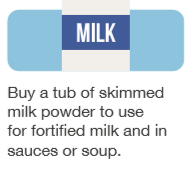 MILK
Buy a tub of skimmed
milk powder to use
for fortified milk and in
sauces or soup.